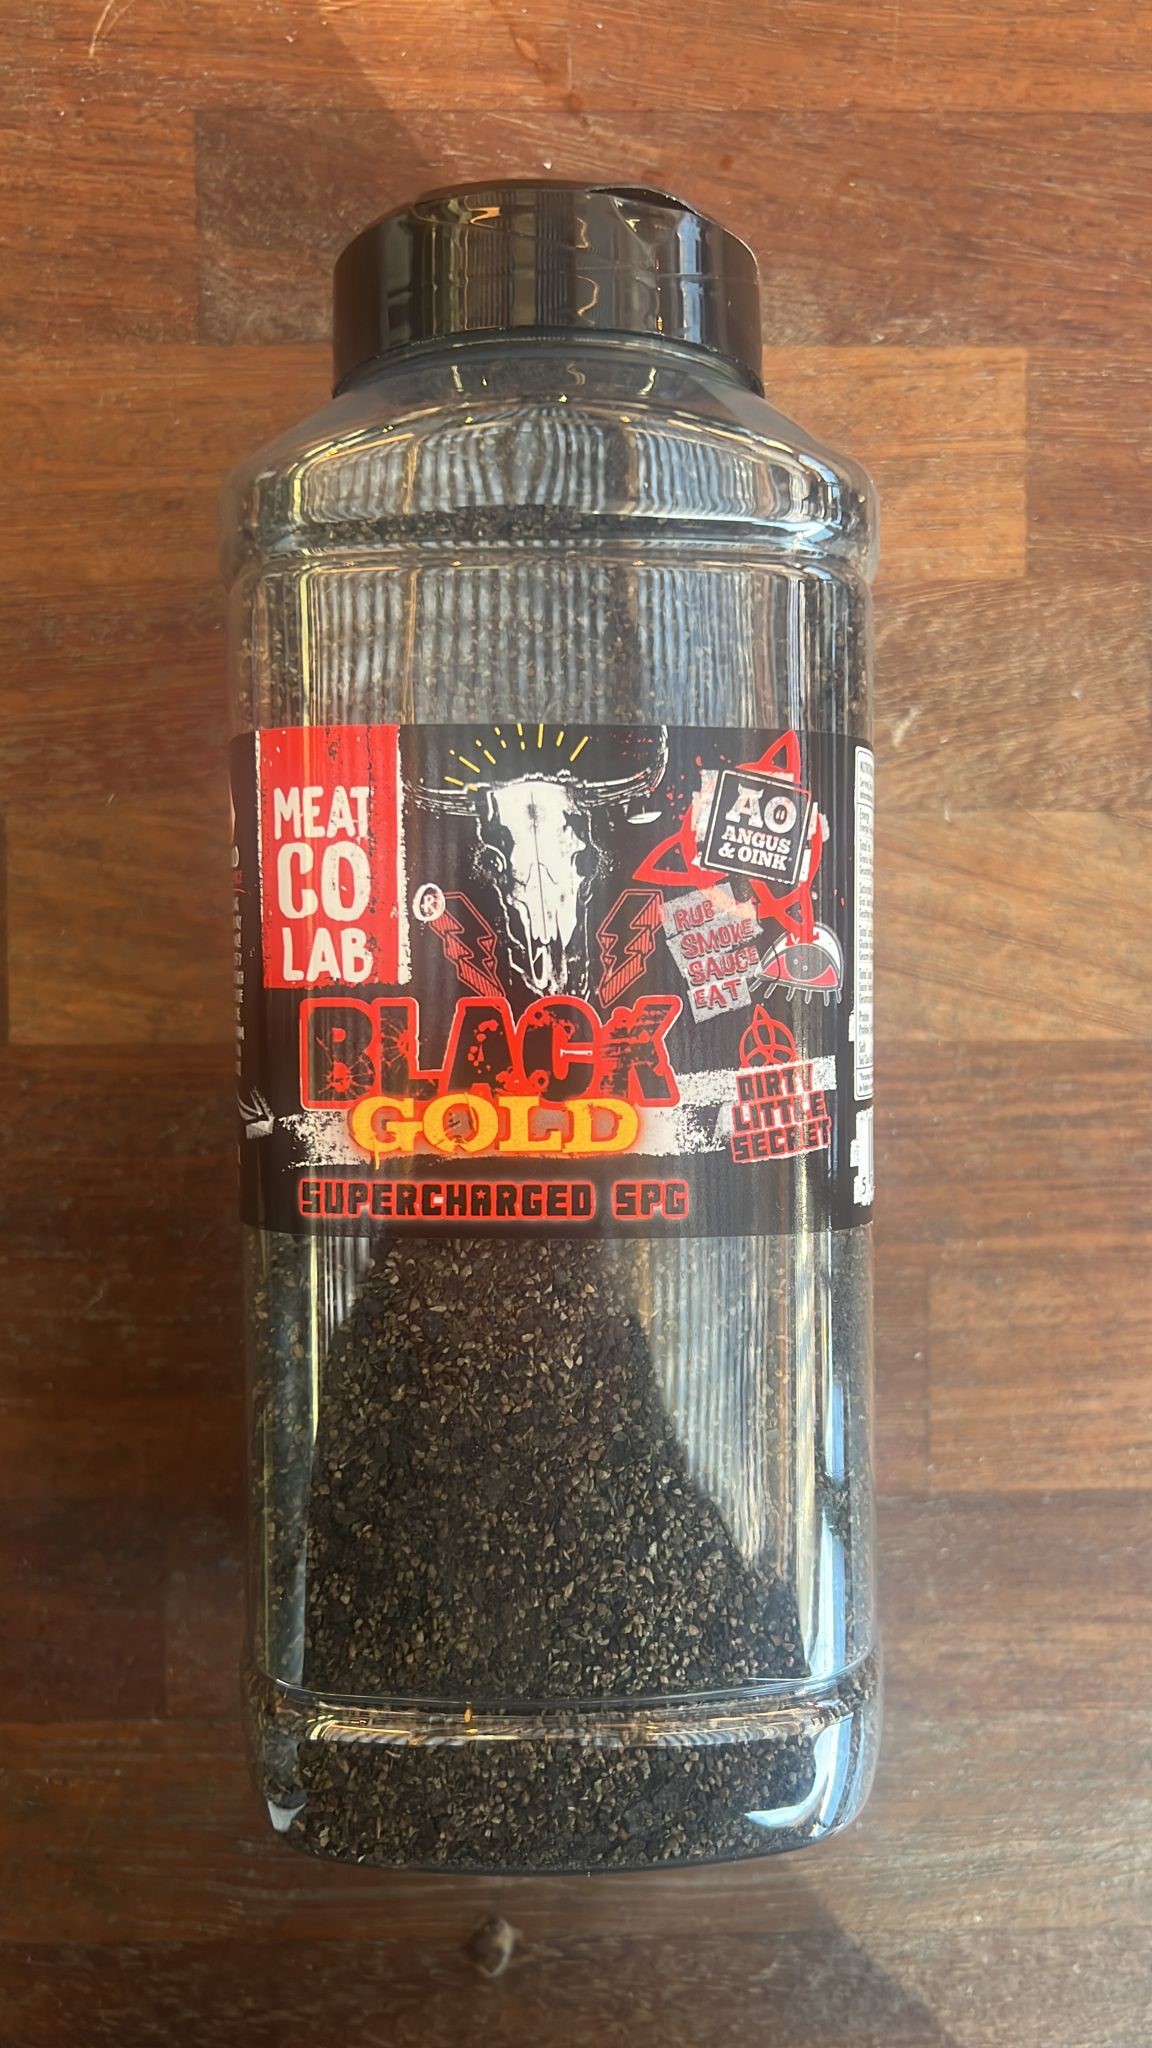 MEAT
CO
LAB
®
AO
ANGUS
& OINK
RUB
SMOKE
SAUCE
EAT
BLACK
GOLD
DIRTY
LITTLE
SECRET
SUPERCHARGED SPG